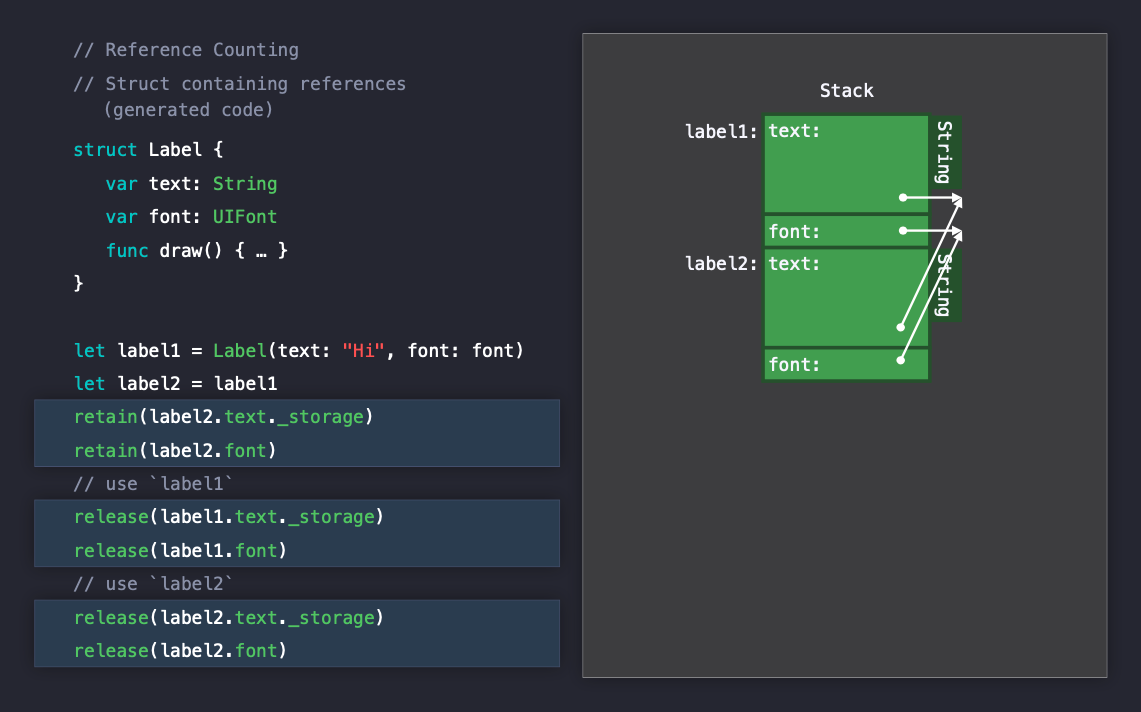 // Reference Counting
// Struct containing references
(generated code)
struct Label {
var text: String
var font: UIFont
func draw() { … }
}
let label1 = Label(text: "Hi", font: font)
let label2 = label1
retain(label2.text._storage)
retain(label2.font)
// use `label1`
release(label1.text._storage)
release(label1.font)
// use `label2`
release(label2.text._storage)
release(label2.font)
Stack
label1:
text:
String
font:
label2:
text:
String
font: